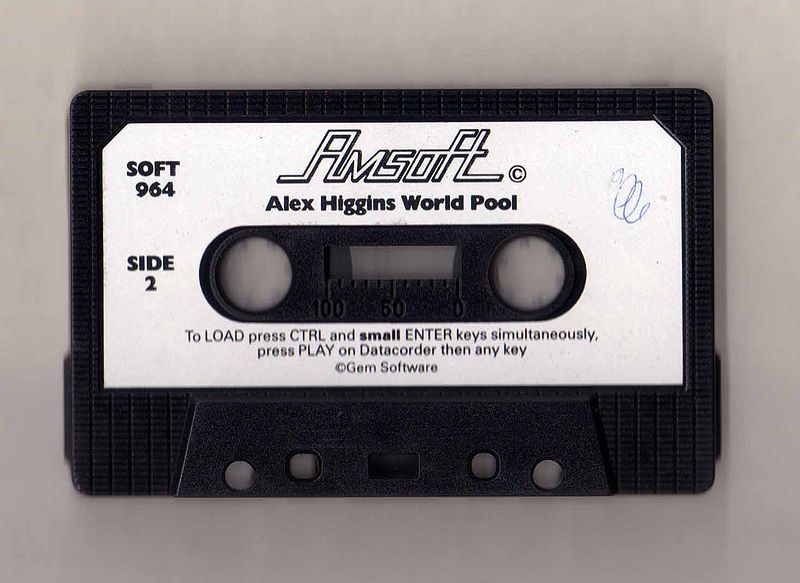 Amsoft ©
Alex Higgins World Pool
SOFT
964
SIDE
2
100 50 0
To LOAD press CTRL and small ENTER keys simultaneously,
press PLAY on Datacorder then any key
©Gem Software